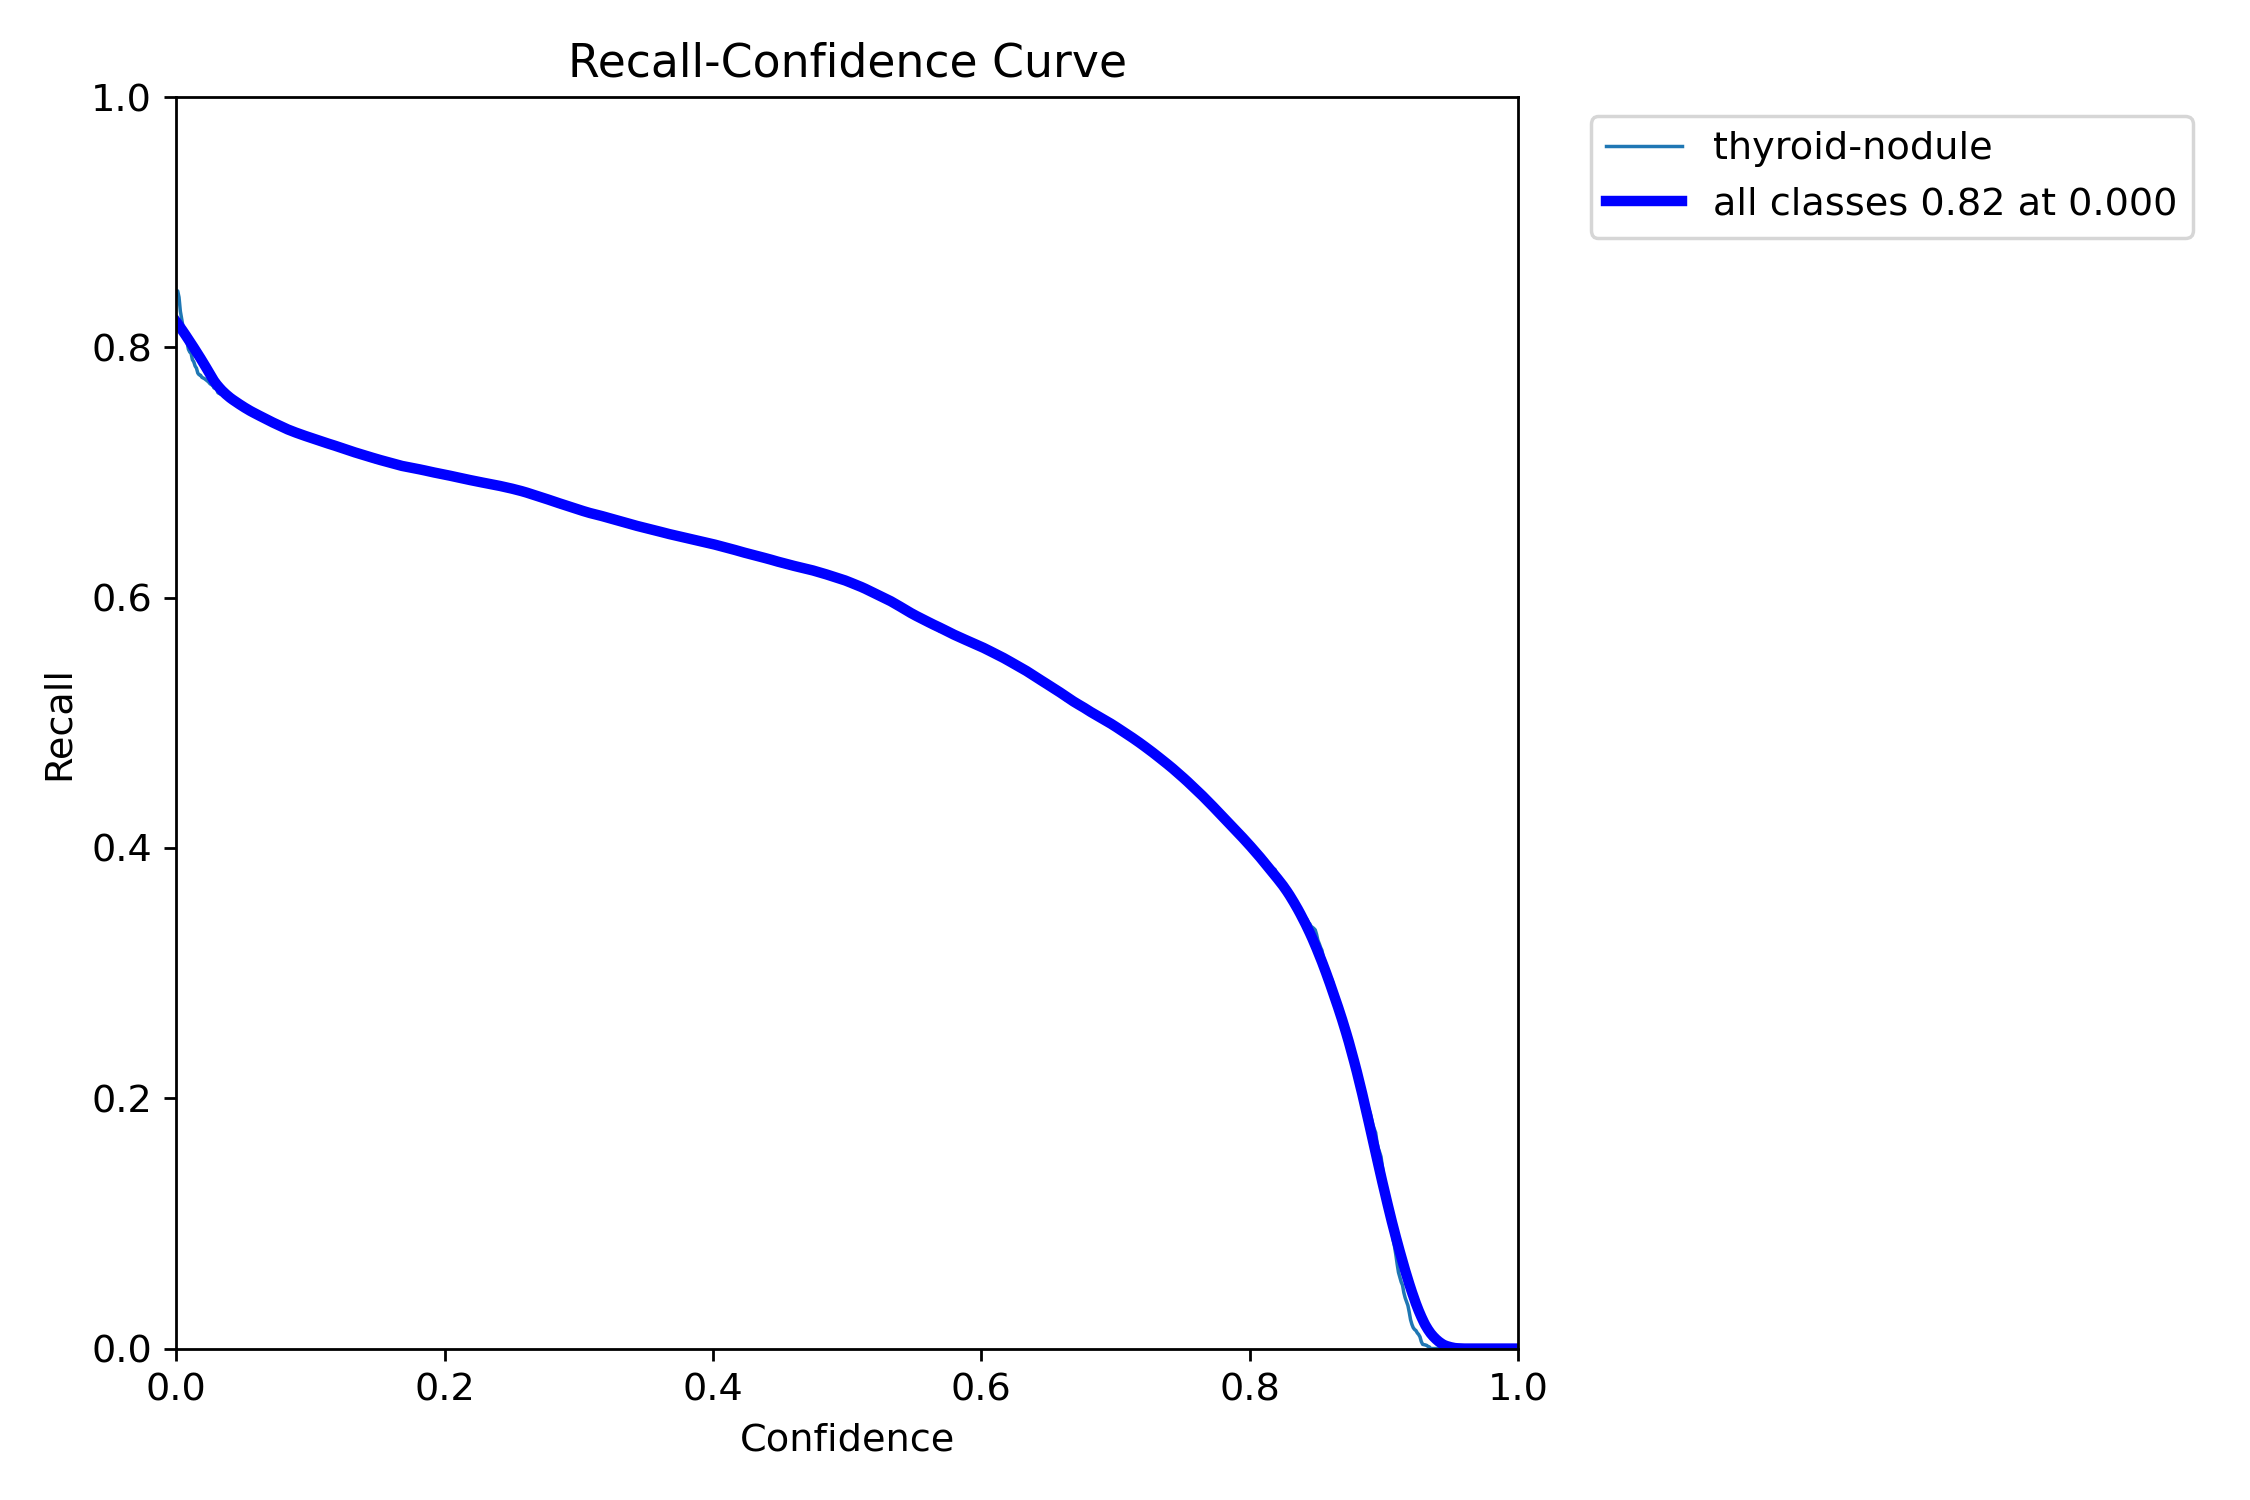 Recall-Confidence Curve
1.0
0.8
0.6
0.4
0.2
0.0
Recall
0.0 0.2 0.4 0.6 0.8 1.0
Confidence
thyroid-nodule
all classes 0.82 at 0.000